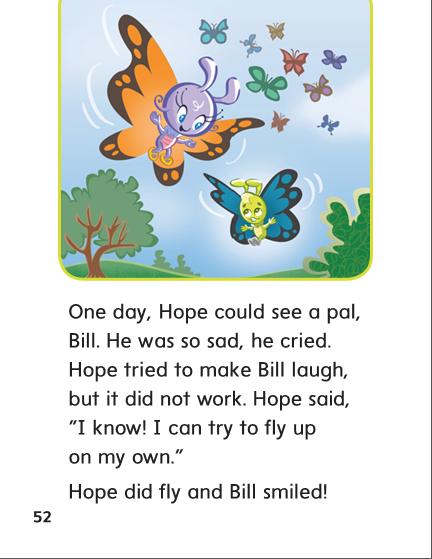 One day, Hope could see a pal,
Bill. He was so sad, he cried.
Hope tried to make Bill laugh,
but it did not work. Hope said,
"I know! I can try to fly up
on my own."
Hope did fly and Bill smiled!
52